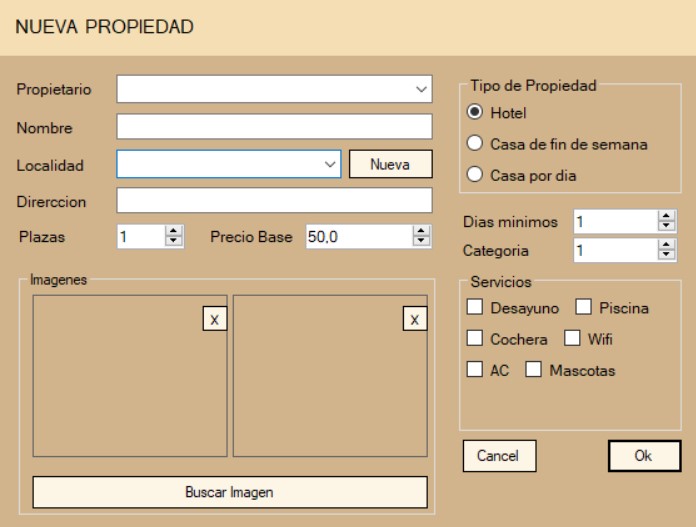 NUEVA PROPIEDAD
Propietario
Nombre
Localidad
Nueva
Direrccion
Plazas 1 Precio Base 50,0
Imagenes
X X
Buscar Imagen
Tipo de Propiedad
Hotel
Casa de fin de semana
Casa por dia
Dias minimos 1
Categoria 1
Servicios
Desayuno Piscina
Cochera Wifi
AC Mascotas
Cancel Ok